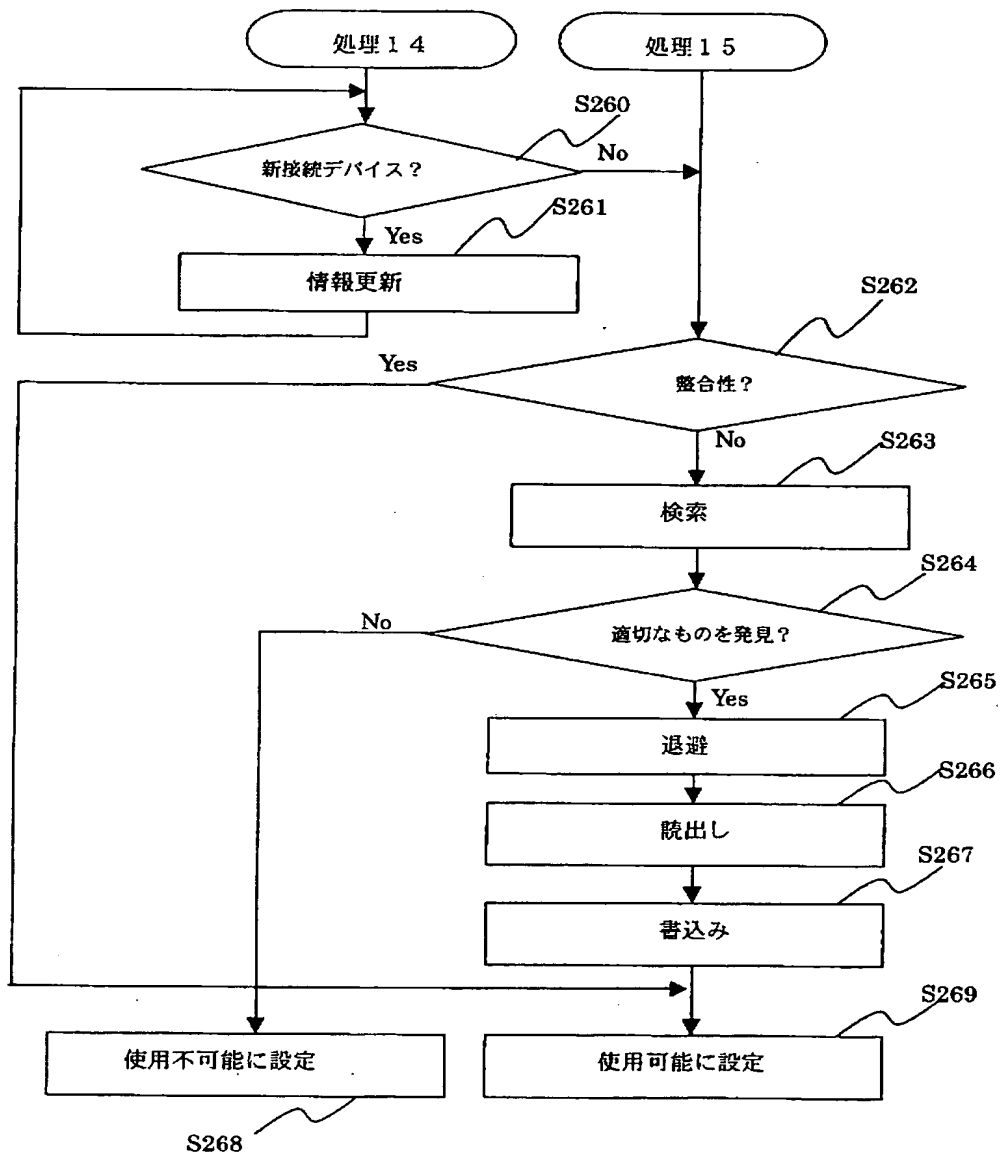 処理１４
処理１５
S260
新接続デバイス？
No
S261
Yes
情報更新
S262
Yes
整合性？
No
S263
検索
S264
No
適切なものを発見？
S265
Yes
退避
S266
読出し
S267
書込み
S269
使用不可能に設定
使用可能に設定
S268